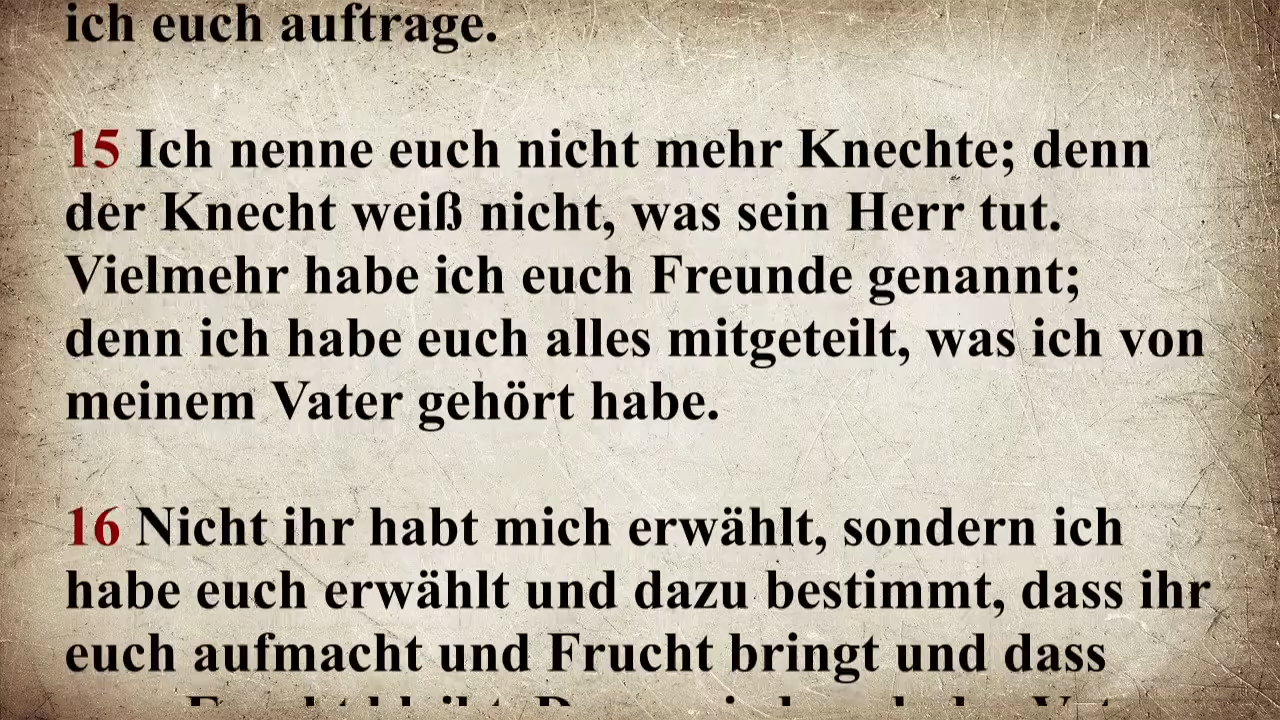 ich euch auftrage.
15 Ich nenne euch nicht mehr Knechte; denn
der Knecht weiß nicht, was sein Herr tut.
Vielmehr habe ich euch Freunde genannt;
denn ich habe euch alles mitgeteilt, was ich von
meinem Vater gehört habe.
16 Nicht ihr habt mich erwählt, sondern ich
habe euch erwählt und dazu bestimmt, dass ihr
euch aufmacht und Frucht bringt und dass